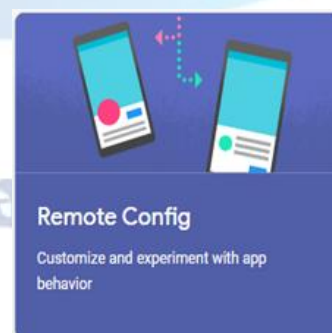 Remote Config
Customize and experiment with app
behavior